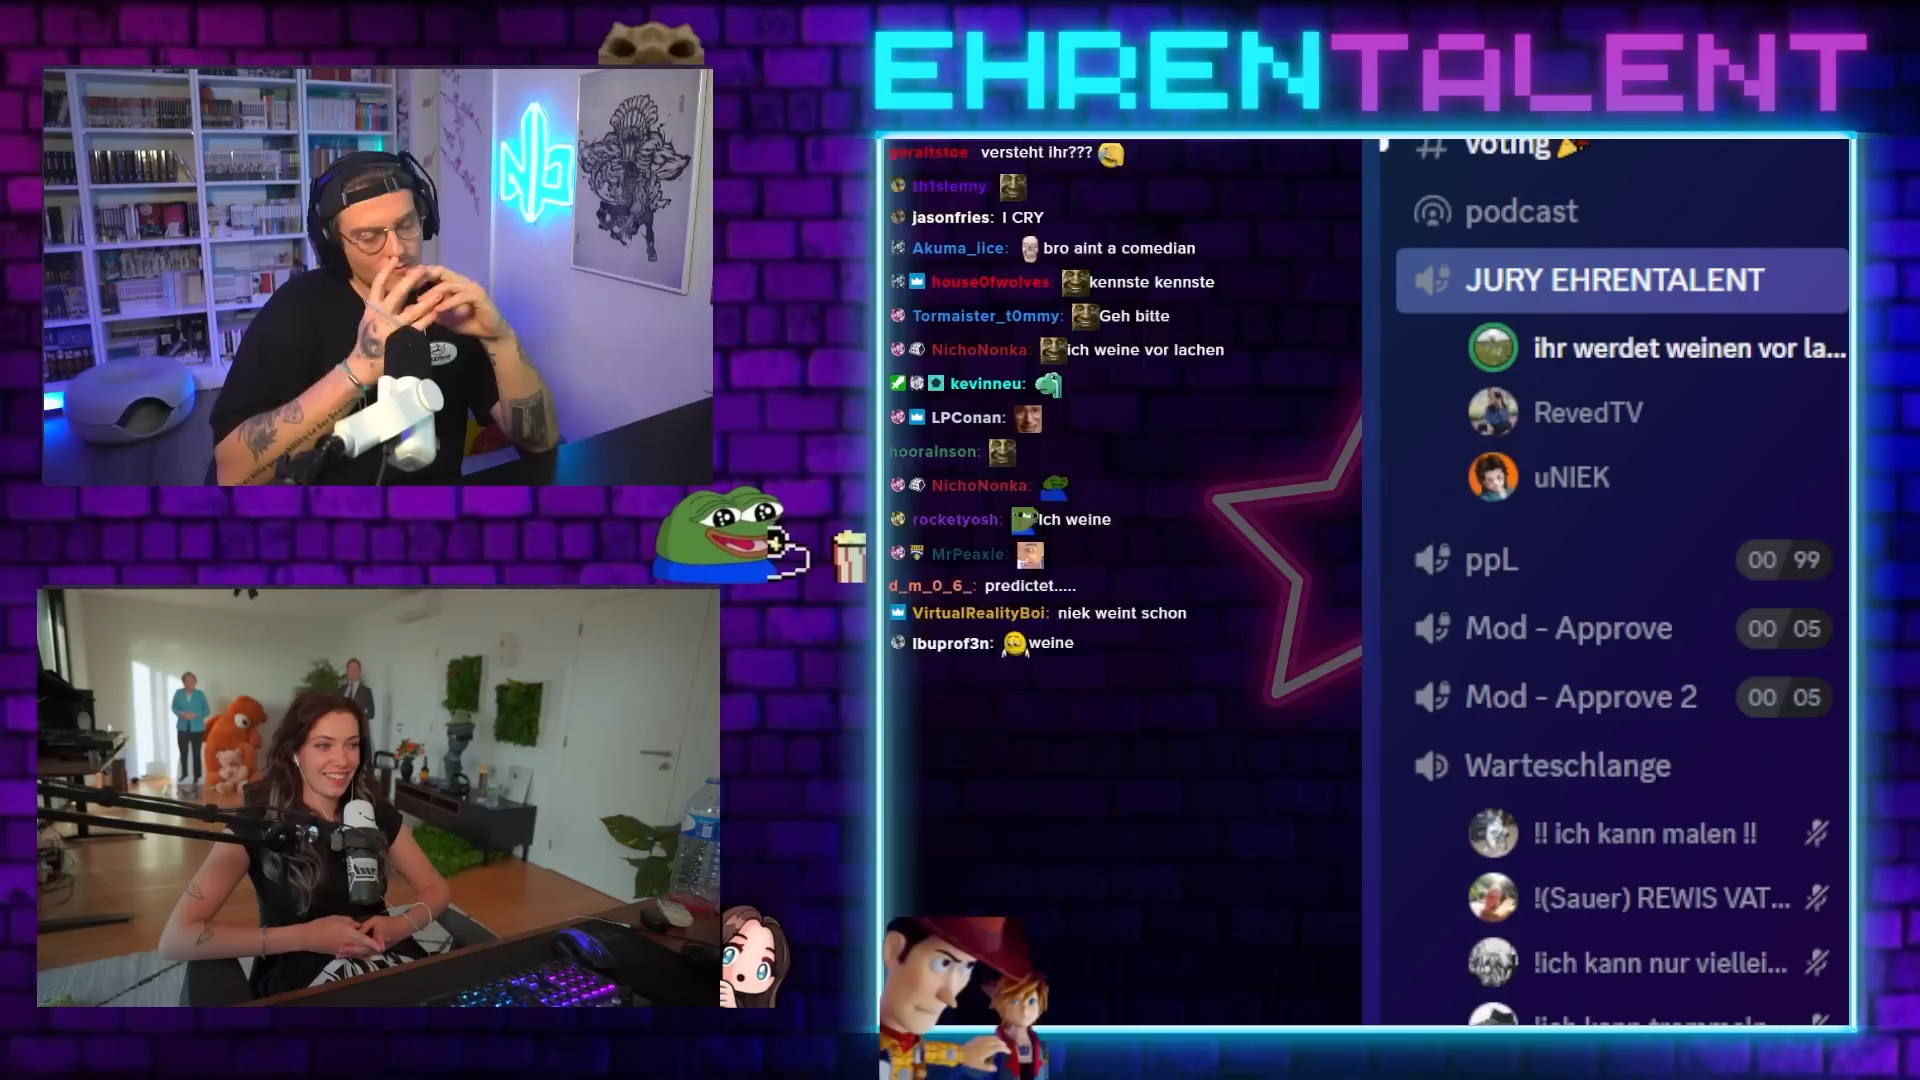 EHRENTALENT
geraltstoe versteht ihr???
th1slenny
jasonfries: I CRY
Akuma_iice: bro aint a comedian
house0fwolves: kennste kennste
Tormaister_t0mmy: Geh bitte
NichoNonka: ich weine vor lachen
kevinneu:
LPConan:
hoorainson:
NichoNonka:
rocketyosh: Ich weine
MrPeaxie:
d_m_0_6_: predictet.....
VirtualRealityBoi: niek weint schon
Ibuprof3n: weine
# voting
podcast
JURY EHRENTALENT
ihr werdet weinen vor la...
RevedTV
uNIEK
ppL 00 99
Mod - Approve 00 05
Mod - Approve 2 00 05
Warteschlange
!! ich kann malen !!
!(Sauer) REWIS VAT...
!ich kann nur viellei...